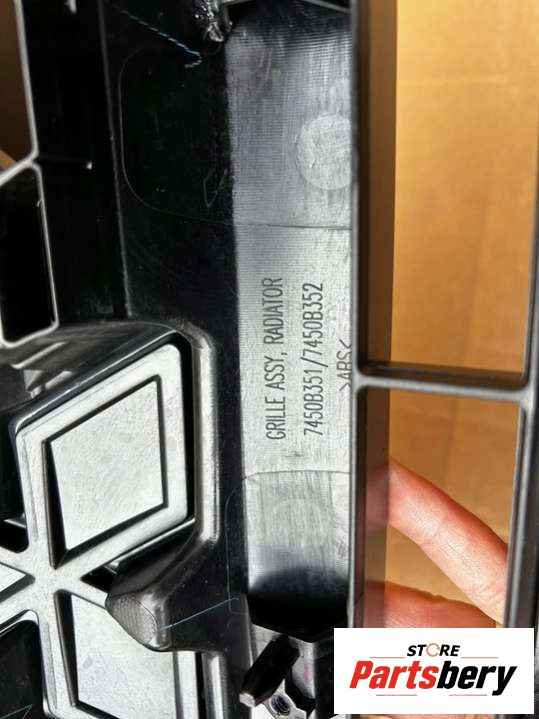 GRILLE ASSY, RADIATOR
7450B351/7450B352
>ABS<
STORE
Partsbery